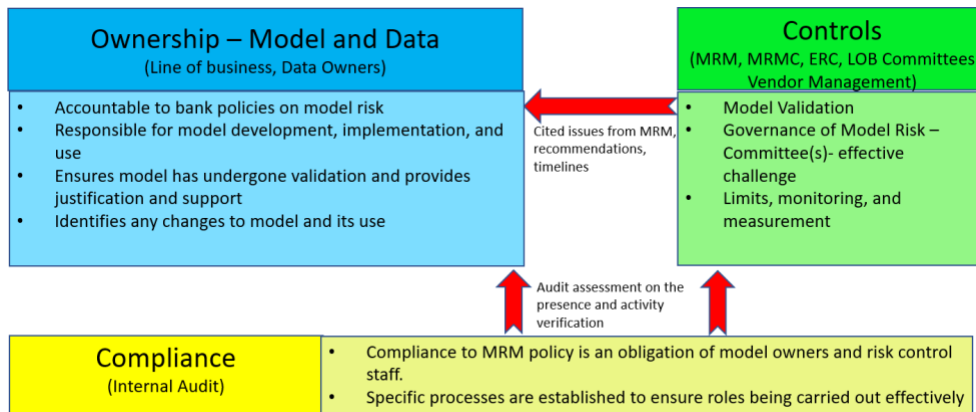 Ownership – Model and Data
(Line of business, Data Owners)
• Accountable to bank policies on model risk
• Responsible for model development, implementation, and
use
• Ensures model has undergone validation and provides
justification and support
• Identifies any changes to model and its use
Cited issues from MRM,
recommendations,
timelines
Controls
(MRM, MRMC, ERC, LOB Committees
Vendor Management)
• Model Validation
• Governance of Model Risk –
Committee(s)- effective
challenge
• Limits, monitoring, and
measurement
Audit assessment on the
presence and activity
verification
Compliance
(Internal Audit)
• Compliance to MRM policy is an obligation of model owners and risk control
staff.
• Specific processes are established to ensure roles being carried out effectively